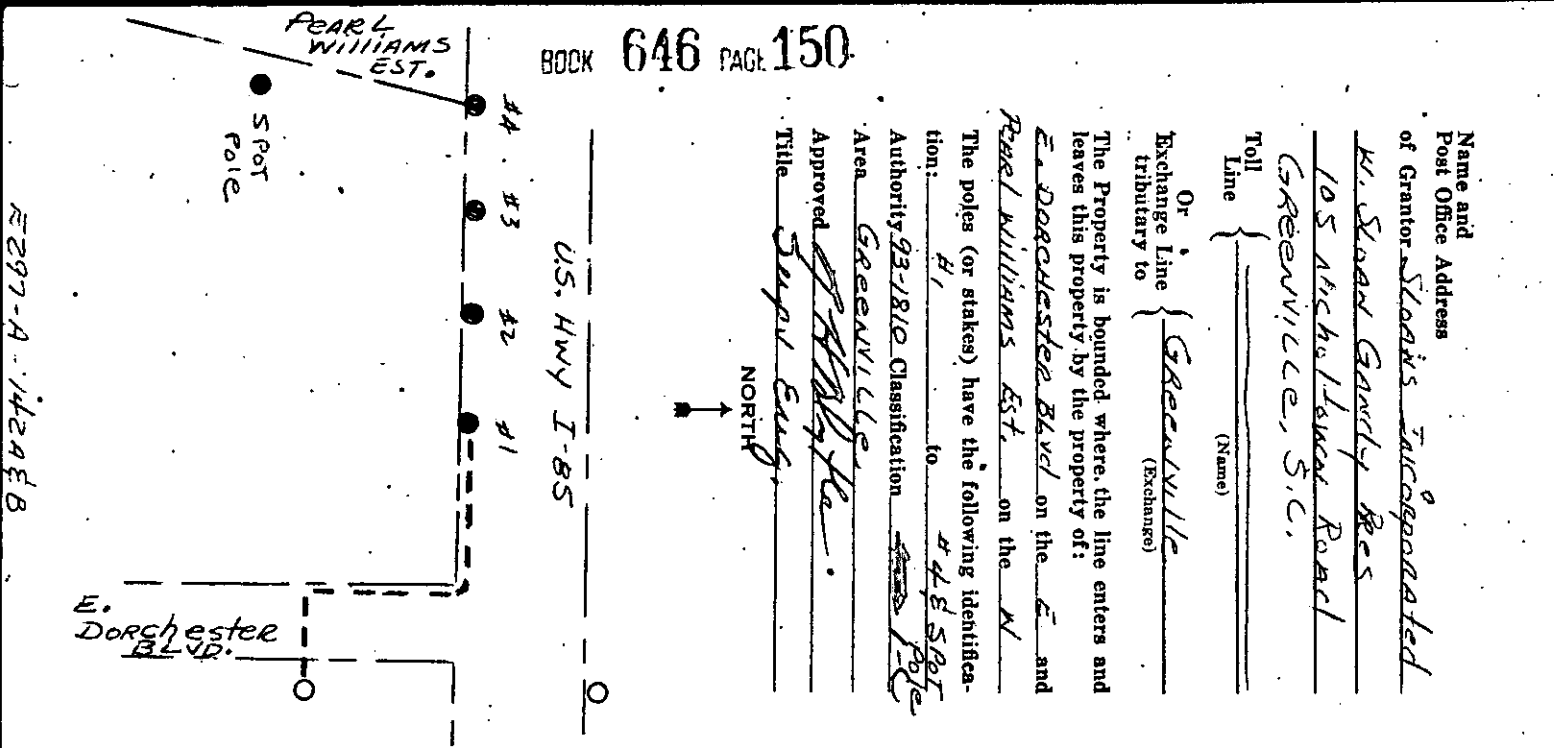 BOOK 646 PAGE 150
Name and
Post Office Address
of Grantor Sloans Incorporated
W. Sloan Gandy Pres
105 Nicholtown Road
GREENVILLE, S.C.
Toll
Line
(Name)
Or
Exchange Line
tributary to
Greenville
(Exchange)
The Property is bounded where the line enters and
leaves this property by the property of:
E. DORCHESTER BLVD on the E and
Pearl Williams Est. on the N
The poles (or stakes) have the following identifica-
tion: #1 to #4 & SPOT Pole
Authority 93-1810 Classification 1-C
Area GREENVILLE
Approved
Title
NORTH
PEARL
WILLIAMS
EST.
SPOT
POLE
#4 #3 #2 #1
U.S. HWY I-85
E.
DORchester
BLVD.
E297-A-142A&B